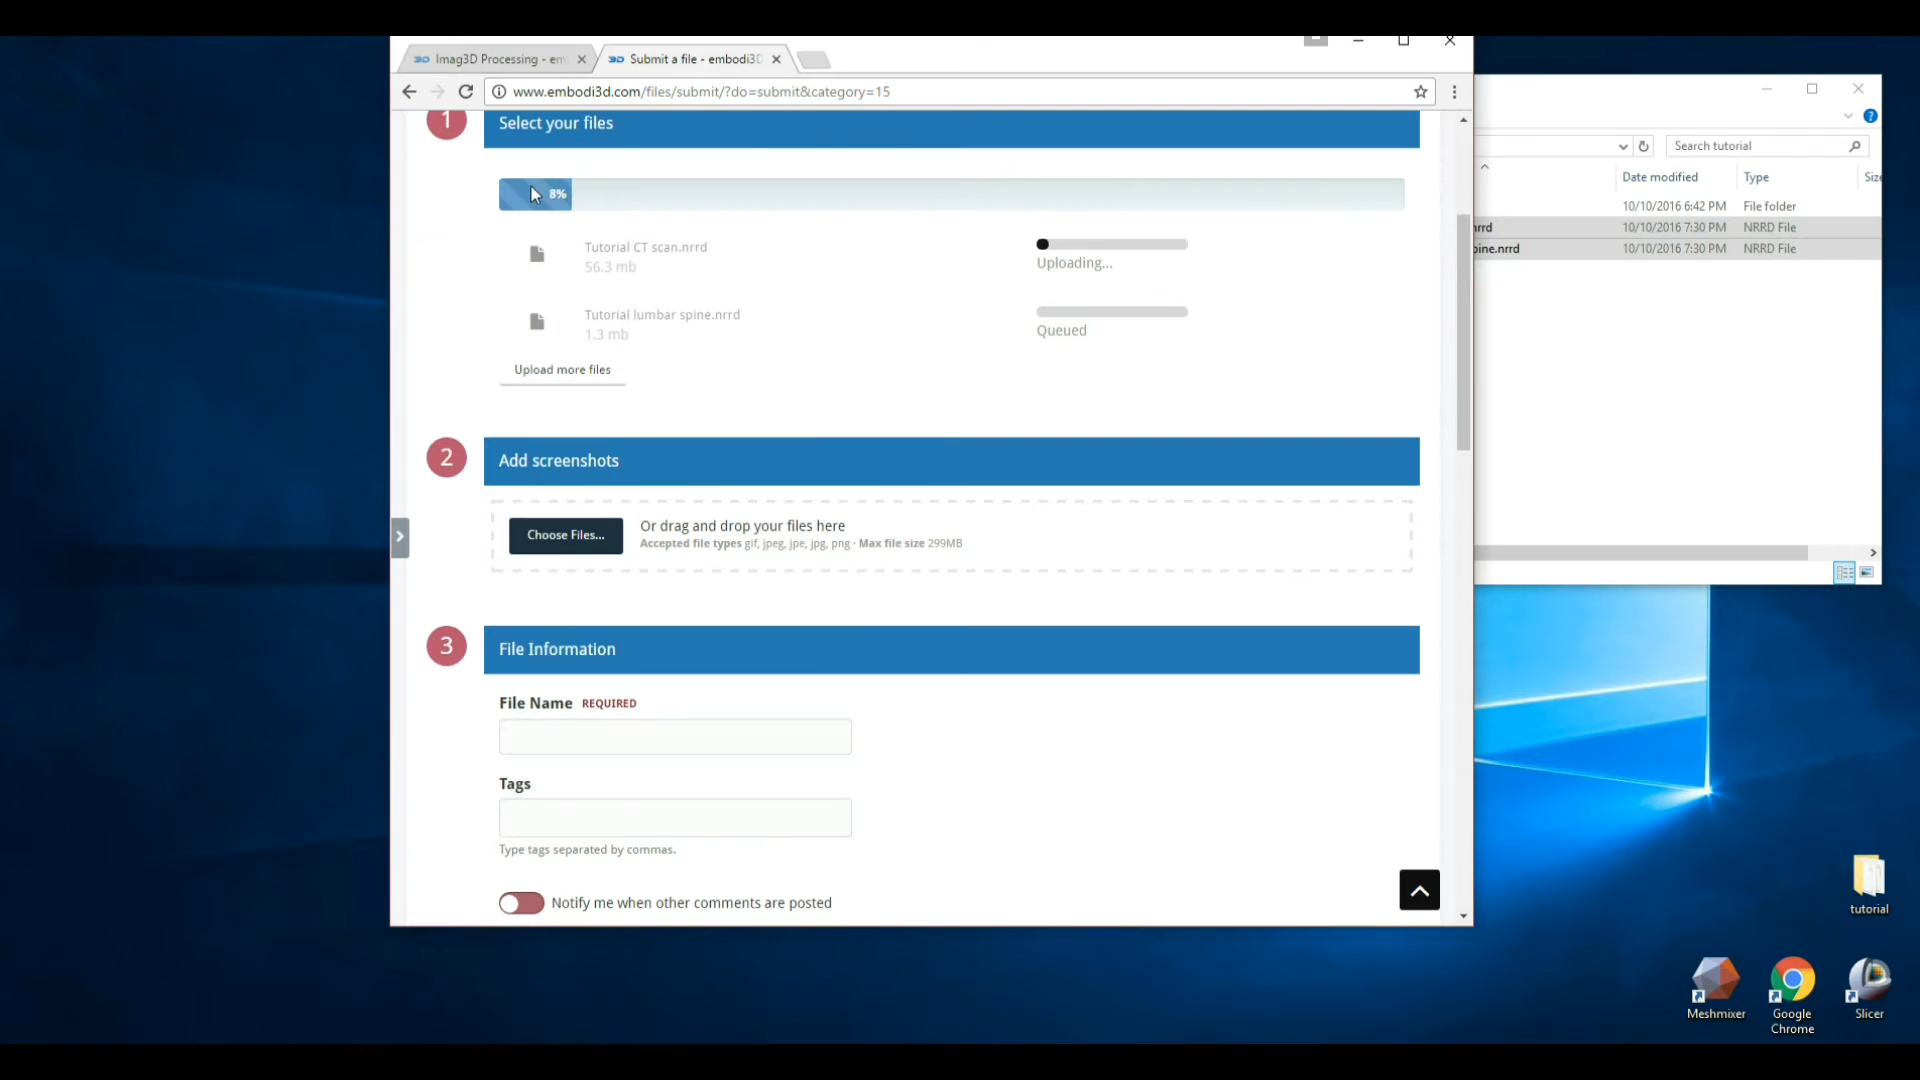 Imag3D Processing - em
Submit a file - embodi3D
www.embodi3d.com/files/submit/?do=submit&category=15
1
Select your files
8%
Tutorial CT scan.nrrd
56.3 mb
Uploading...
Tutorial lumbar spine.nrrd
1.3 mb
Queued
Upload more files
2
Add screenshots
Choose Files...
Or drag and drop your files here
Accepted file types gif, jpeg, jpe, jpg, png · Max file size 299MB
3
File Information
File Name REQUIRED
Tags
Type tags separated by commas.
Notify me when other comments are posted
Search tutorial
Date modified Type Size
10/10/2016 6:42 PM File folder
nrrd 10/10/2016 7:30 PM NRRD File
pine.nrrd 10/10/2016 7:30 PM NRRD File
tutorial
Meshmixer
Google
Chrome
Slicer